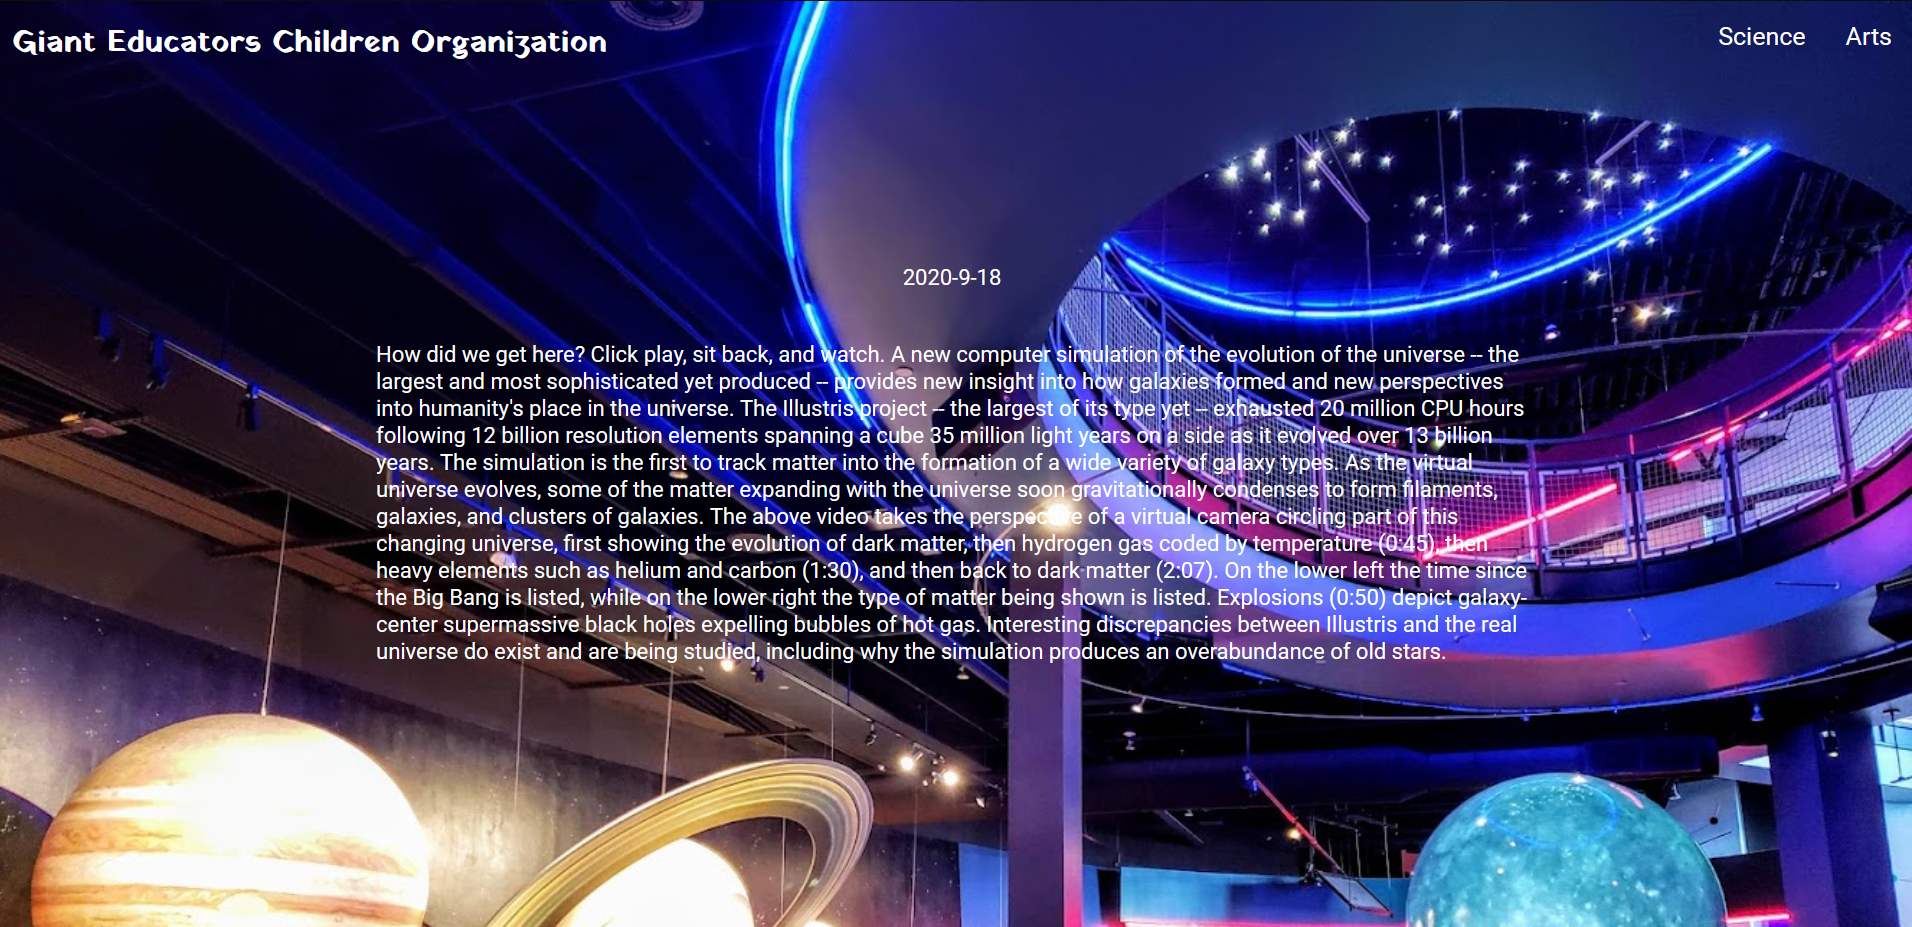 Giant Educators Children Organization
Science Arts
2020-9-18
How did we get here? Click play, sit back, and watch. A new computer simulation of the evolution of the universe -- the
largest and most sophisticated yet produced -- provides new insight into how galaxies formed and new perspectives
into humanity's place in the universe. The Illustris project -- the largest of its type yet -- exhausted 20 million CPU hours
following 12 billion resolution elements spanning a cube 35 million light years on a side as it evolved over 13 billion
years. The simulation is the first to track matter into the formation of a wide variety of galaxy types. As the virtual
universe evolves, some of the matter expanding with the universe soon gravitationally condenses to form filaments,
galaxies, and clusters of galaxies. The above video takes the perspective of a virtual camera circling part of this
changing universe, first showing the evolution of dark matter, then hydrogen gas coded by temperature (0:45), then
heavy elements such as helium and carbon (1:30), and then back to dark matter (2:07). On the lower left the time since
the Big Bang is listed, while on the lower right the type of matter being shown is listed. Explosions (0:50) depict galaxy-
center supermassive black holes expelling bubbles of hot gas. Interesting discrepancies between Illustris and the real
universe do exist and are being studied, including why the simulation produces an overabundance of old stars.